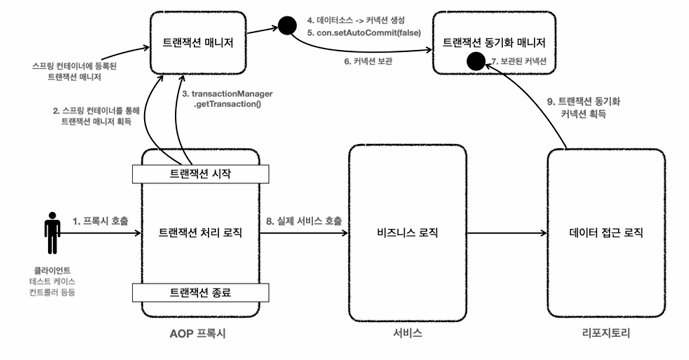 트랜잭션 매니저
4. 데이터소스 -> 커넥션 생성
5. con.setAutoCommit(false)
6. 커넥션 보관
트랜잭션 동기화 매니저
7. 보관된 커넥션
스프링 컨테이너에 등록된
트랜잭션 매니저
2. 스프링 컨테이너를 통해
트랜잭션 매니저 획득
3. transactionManager
.getTransaction()
9. 트랜잭션 동기화
커넥션 획득
트랜잭션 시작
1. 프록시 호출
트랜잭션 처리 로직
8. 실제 서비스 호출
비즈니스 로직
데이터 접근 로직
클라이언트
테스트 케이스
컨트롤러 등등
트랜잭션 종료
AOP 프록시
서비스
리포지토리